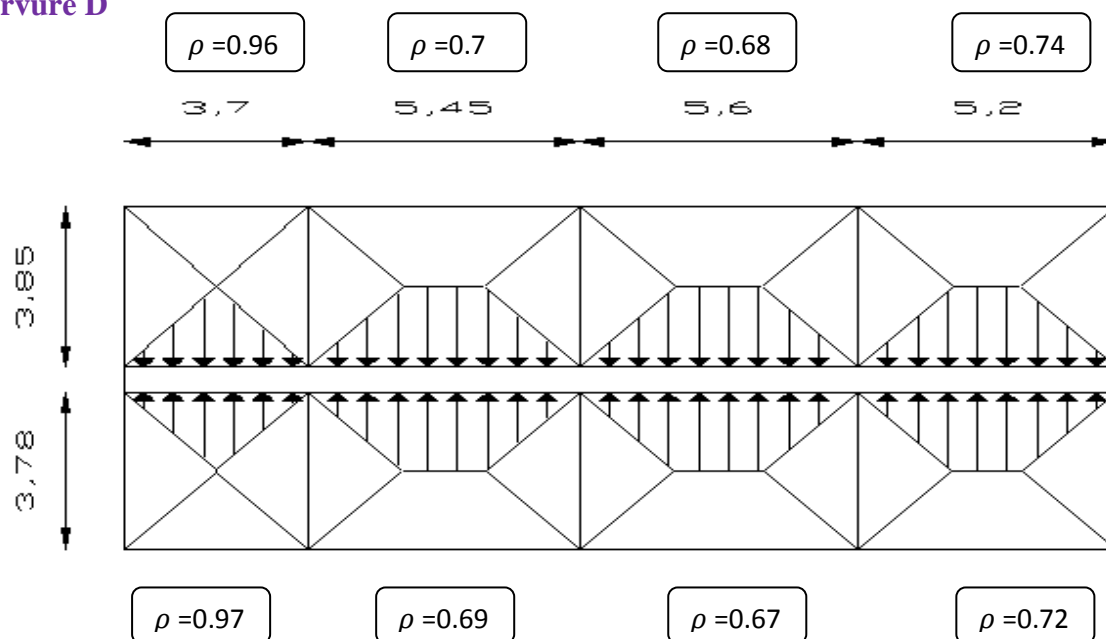 rvure D
𝜌 =0.96
𝜌 =0.7
𝜌 =0.68
𝜌 =0.74
3,7
5,45
5,6
5,2
3,85
3,78
𝜌 =0.97
𝜌 =0.69
𝜌 =0.67
𝜌 =0.72